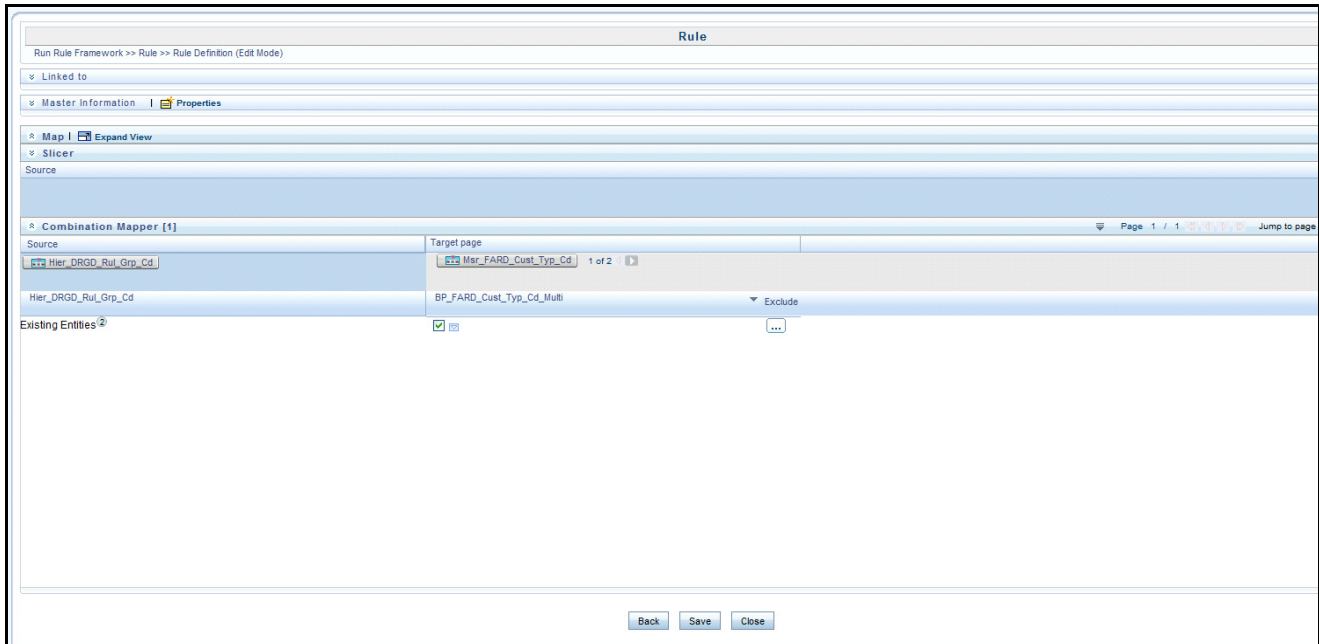 Rule
Run Rule Framework >> Rule >> Rule Definition (Edit Mode)
Linked to
Master Information | Properties
Map | Expand View
Slicer
Source
Combination Mapper [1] Page 1 / 1 Jump to page
Source Target page
Hier_DRGD_Rul_Grp_Cd Msr_FARD_Cust_Typ_Cd 1 of 2
Hier_DRGD_Rul_Grp_Cd BP_FARD_Cust_Typ_Cd_Multi Exclude
Existing Entities 2 ...
Back Save Close